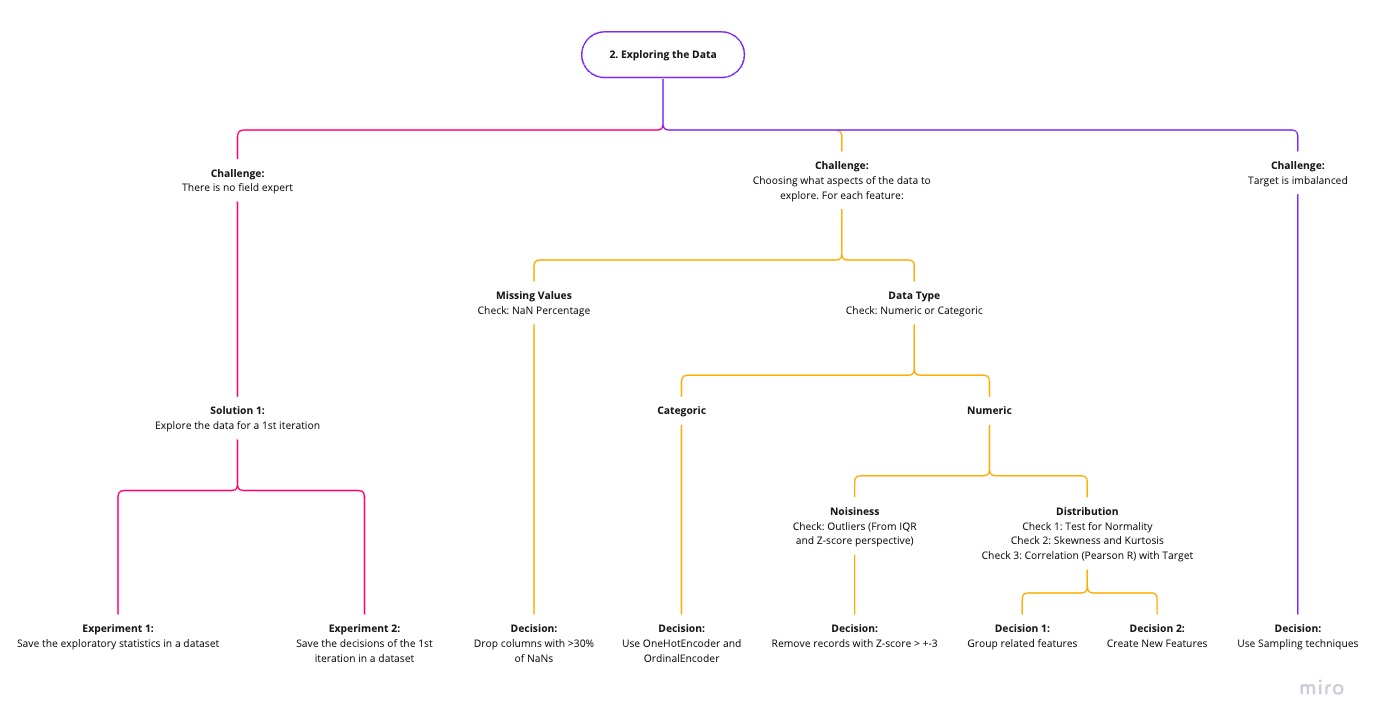 2. Exploring the Data
Challenge:
There is no field expert
Challenge:
Choosing what aspects of the data to
explore. For each feature:
Challenge:
Target is imbalanced
Missing Values
Check: NaN Percentage
Data Type
Check: Numeric or Categoric
Solution 1:
Explore the data for a 1st iteration
Categoric
Numeric
Noisiness
Check: Outliers (From IQR
and Z-score perspective)
Distribution
Check 1: Test for Normality
Check 2: Skewness and Kurtosis
Check 3: Correlation (Pearson R) with Target
Experiment 1:
Save the exploratory statistics in a dataset
Experiment 2:
Save the decisions of the 1st
iteration in a dataset
Decision:
Drop columns with >30%
of NaNs
Decision:
Use OneHotEncoder and
OrdinalEncoder
Decision:
Remove records with Z-score > +-3
Decision 1:
Group related features
Decision 2:
Create New Features
Decision:
Use Sampling techniques
miro